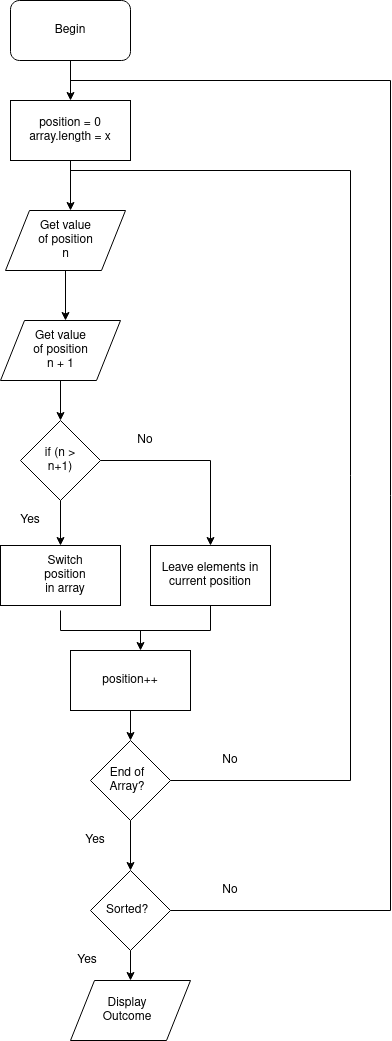 Begin
position = 0
array.length = x
Get value
of position
n
Get value
of position
n + 1
No
if (n >
n+1)
Yes
Switch
position
in array
Leave elements in
current position
position++
No
End of
Array?
Yes
No
Sorted?
Yes
Display
Outcome